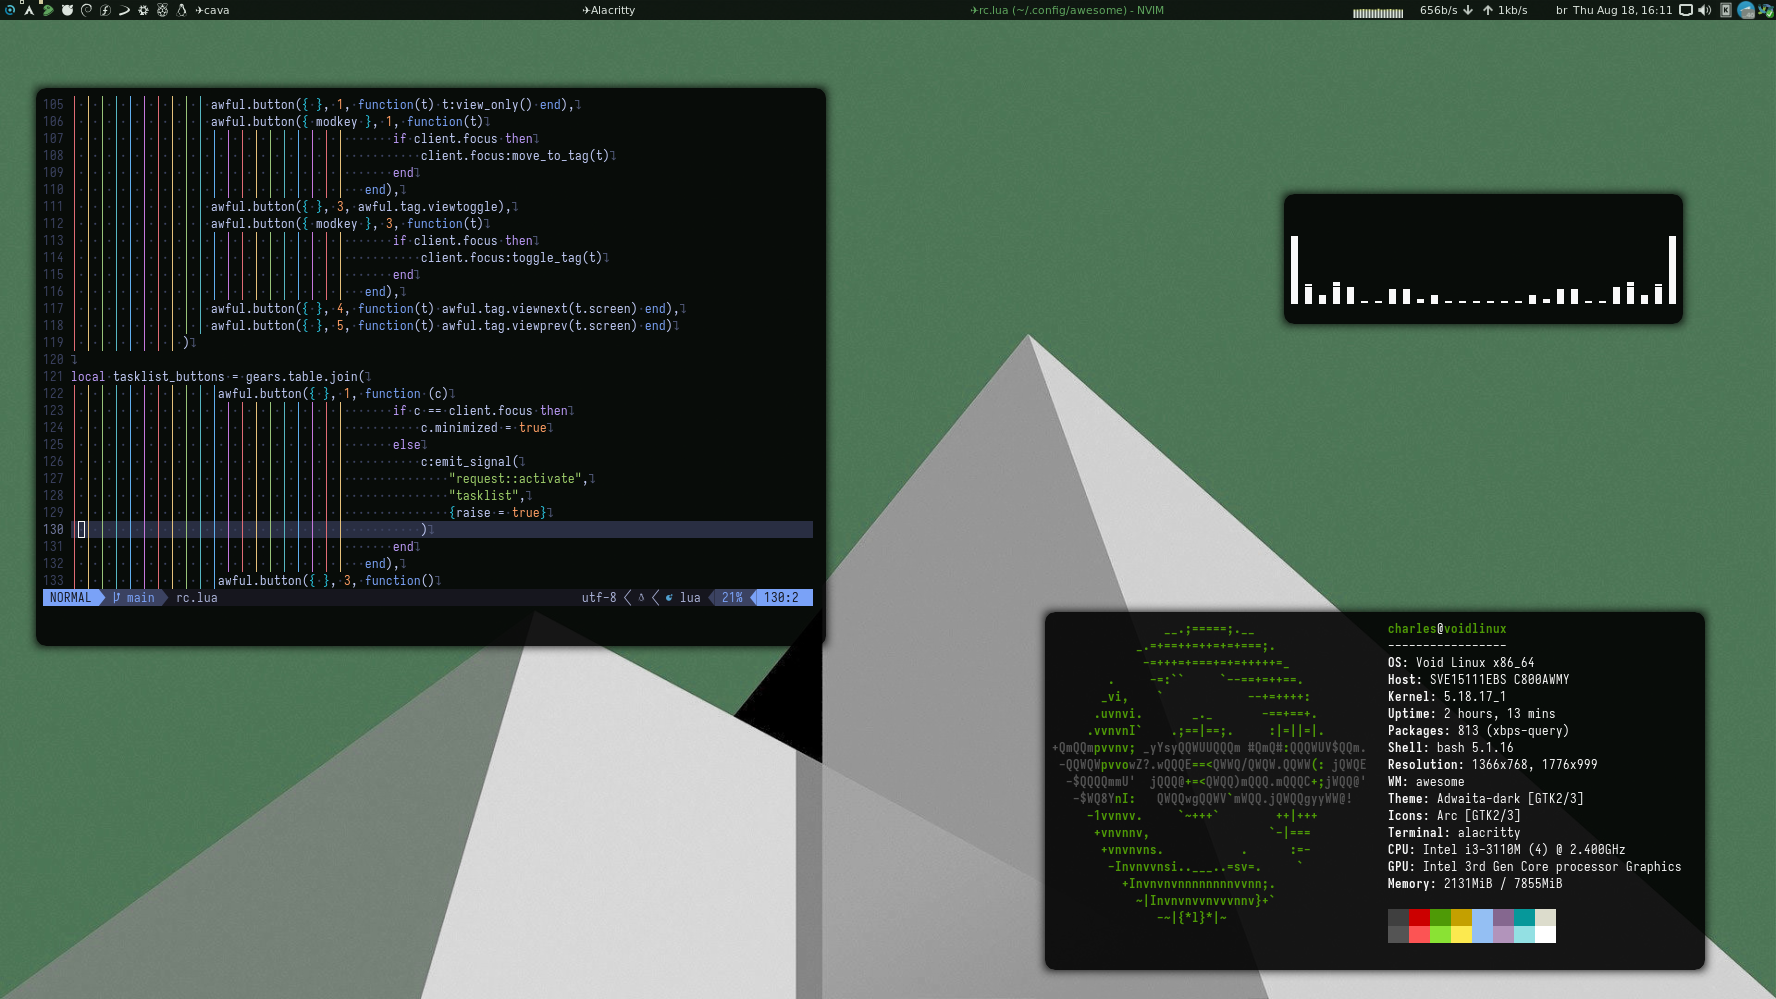 ✈cava
✈Alacritty
✈rc.lua (~/.config/awesome) - NVIM
656b/s ↓ ↑ 1kb/s
br Thu Aug 18, 16:11
105 awful.button({ }, 1, function(t) t:view_only() end),
106 awful.button({ modkey }, 1, function(t)
107 if client.focus then
108 client.focus:move_to_tag(t)
109 end
110 end),
111 awful.button({ }, 3, awful.tag.viewtoggle),
112 awful.button({ modkey }, 3, function(t)
113 if client.focus then
114 client.focus:toggle_tag(t)
115 end
116 end),
117 awful.button({ }, 4, function(t) awful.tag.viewnext(t.screen) end),
118 awful.button({ }, 5, function(t) awful.tag.viewprev(t.screen) end)
119 )
120
121 local tasklist_buttons = gears.table.join(
122 awful.button({ }, 1, function (c)
123 if c == client.focus then
124 c.minimized = true
125 else
126 c:emit_signal(
127 "request::activate",
128 "tasklist",
129 {raise = true}
130 )
131 end
132 end),
133 awful.button({ }, 3, function()
NORMAL main rc.lua utf-8 lua 21% 130:2
charles@voidlinux
-----------------
OS: Void Linux x86_64
Host: SVE15111EBS C800AWMY
Kernel: 5.18.17_1
Uptime: 2 hours, 13 mins
Packages: 813 (xbps-query)
Shell: bash 5.1.16
Resolution: 1366x768, 1776x999
WM: awesome
Theme: Adwaita-dark [GTK2/3]
Icons: Arc [GTK2/3]
Terminal: alacritty
CPU: Intel i3-3110M (4) @ 2.400GHz
GPU: Intel 3rd Gen Core processor Graphics
Memory: 2131MiB / 7855MiB